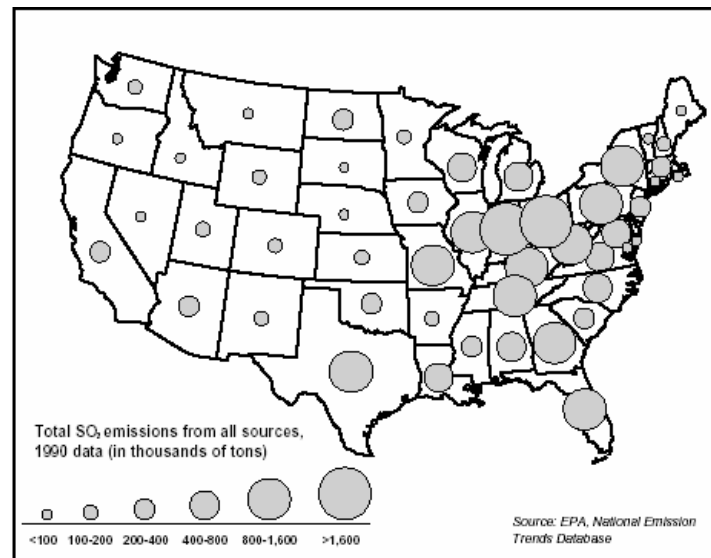 Total SO₂ emissions from all sources,
1990 data (in thousands of tons)
<100 100-200 200-400 400-800 800-1,600 >1,600
Source: EPA, National Emission
Trends Database